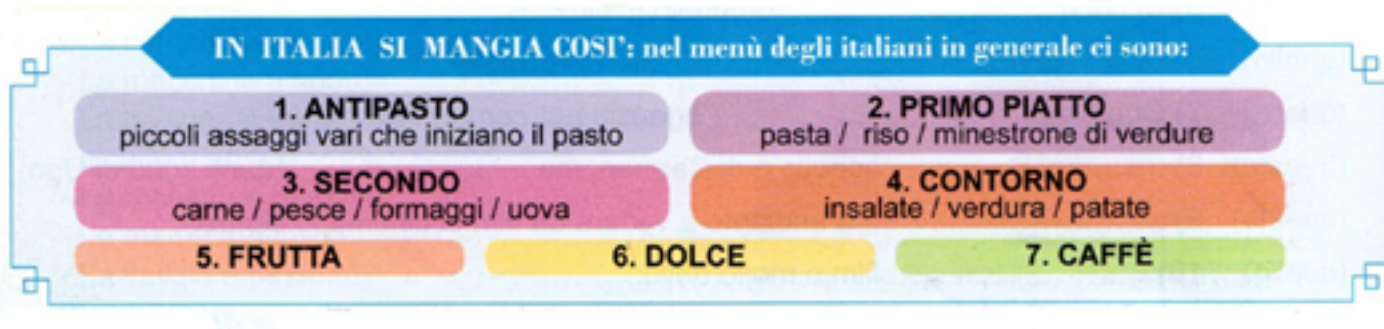 IN ITALIA SI MANGIA COSI’: nel menù degli italiani in generale ci sono:
1. ANTIPASTO
piccoli assaggi vari che iniziano il pasto
2. PRIMO PIATTO
pasta / riso / minestrone di verdure
3. SECONDO
carne / pesce / formaggi / uova
4. CONTORNO
insalate / verdura / patate
5. FRUTTA
6. DOLCE
7. CAFFÈ